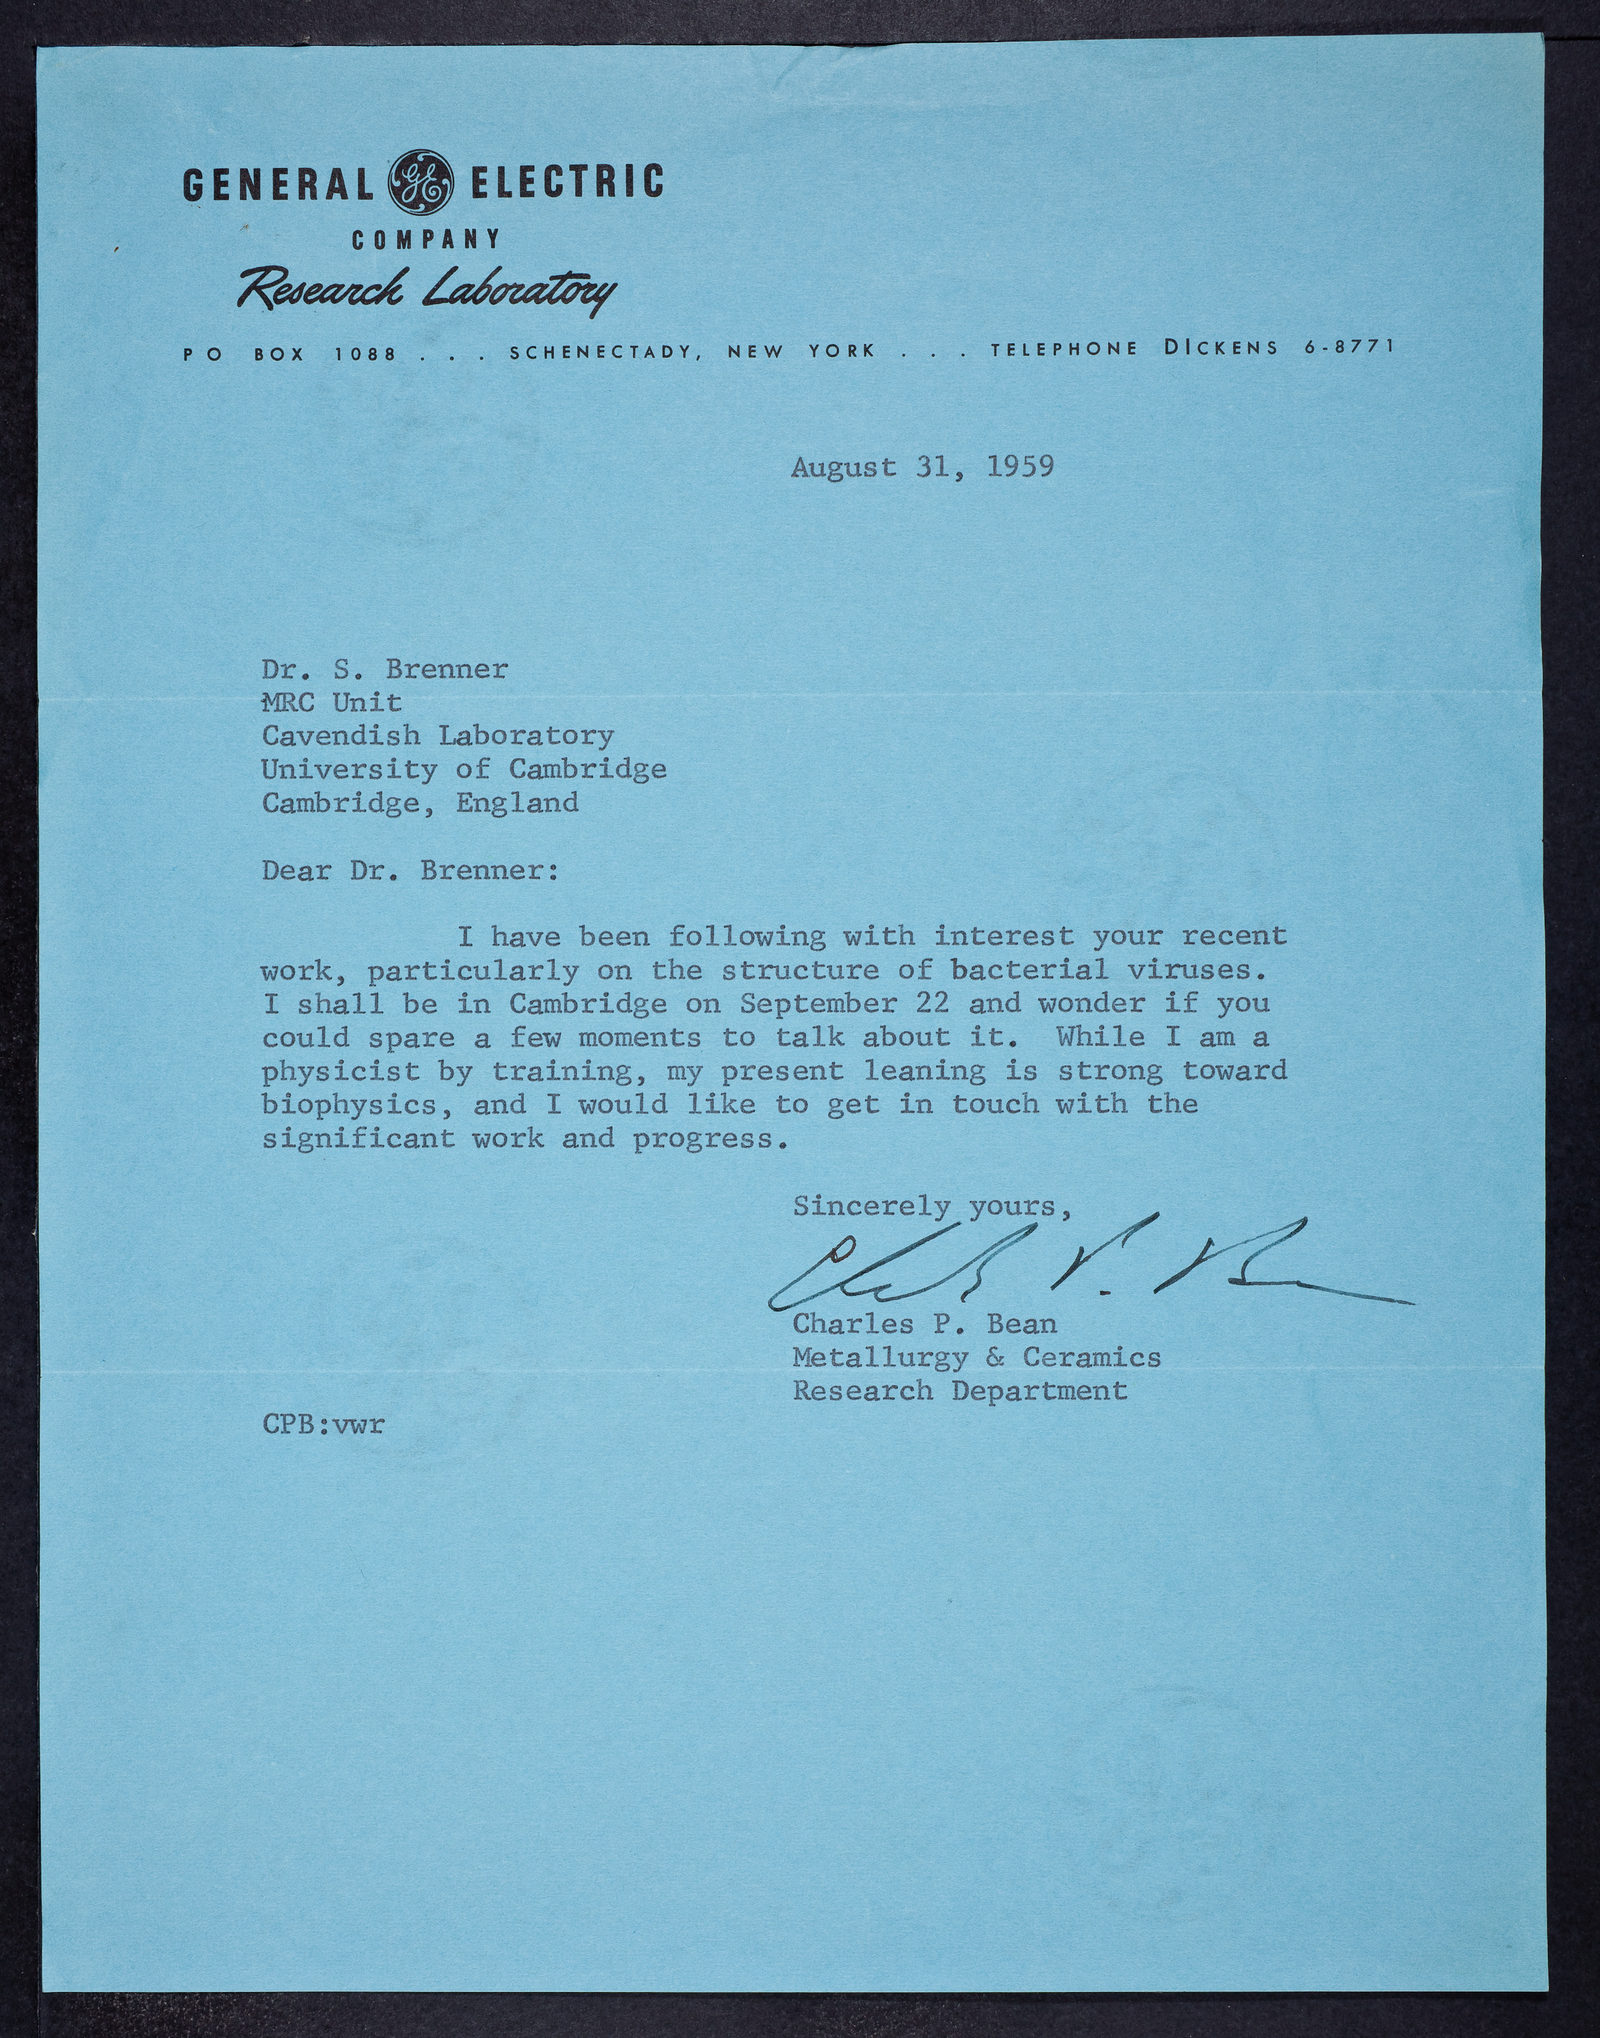 GENERAL GE ELECTRIC
COMPANY
Research Laboratory
PO BOX 1088 . . . SCHENECTADY, NEW YORK . . . TELEPHONE DICKENS 6-8771
August 31, 1959
Dr. S. Brenner
MRC Unit
Cavendish Laboratory
University of Cambridge
Cambridge, England
Dear Dr. Brenner:
I have been following with interest your recent
work, particularly on the structure of bacterial viruses.
I shall be in Cambridge on September 22 and wonder if you
could spare a few moments to talk about it. While I am a
physicist by training, my present leaning is strong toward
biophysics, and I would like to get in touch with the
significant work and progress.
Sincerely yours,
Charles P. Bean
Charles P. Bean
Metallurgy & Ceramics
Research Department
CPB:vwr